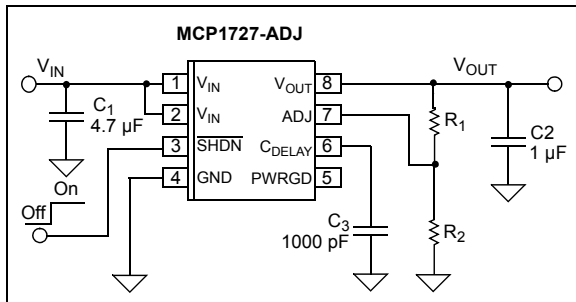 MCP1727-ADJ
VIN
VOUT
1 VIN VOUT 8
2 VIN ADJ 7
3 SHDN CDELAY 6
4 GND PWRGD 5
C1
4.7 µF
R1
C2
1 µF
On
Off
C3
1000 pF
R2